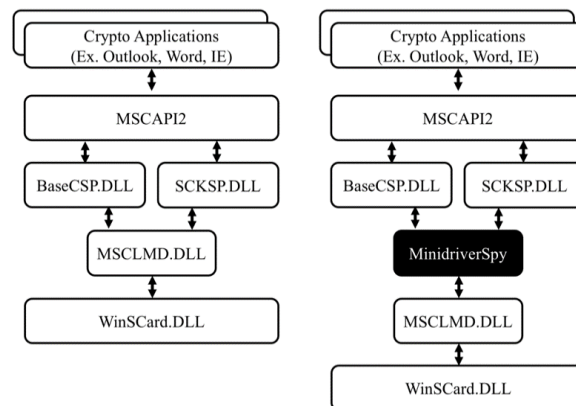 Crypto Applications
(Ex. Outlook, Word, IE)
MSCAPI2
BaseCSP.DLL
SCKSP.DLL
MSCLMD.DLL
WinSCard.DLL
Crypto Applications
(Ex. Outlook, Word, IE)
MSCAPI2
BaseCSP.DLL
SCKSP.DLL
MinidriverSpy
MSCLMD.DLL
WinSCard.DLL